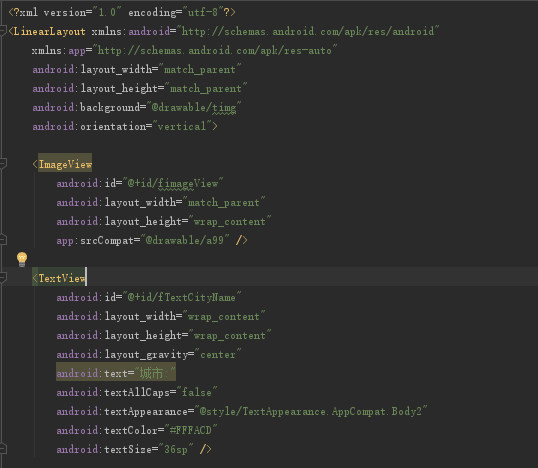 <?xml version="1.0" encoding="utf-8"?>
<LinearLayout xmlns:android="http://schemas.android.com/apk/res/android"
    xmlns:app="http://schemas.android.com/apk/res-auto"
    android:layout_width="match_parent"
    android:layout_height="match_parent"
    android:background="@drawable/timg"
    android:orientation="vertical">

    <ImageView
        android:id="@+id/fimageView"
        android:layout_width="match_parent"
        android:layout_height="wrap_content"
        app:srcCompat="@drawable/a99" />

    <TextView
        android:id="@+id/fTextCityName"
        android:layout_width="wrap_content"
        android:layout_height="wrap_content"
        android:layout_gravity="center"
        android:text="城市:"
        android:textAllCaps="false"
        android:textAppearance="@style/TextAppearance.AppCompat.Body2"
        android:textColor="#FFFACD"
        android:textSize="36sp" />